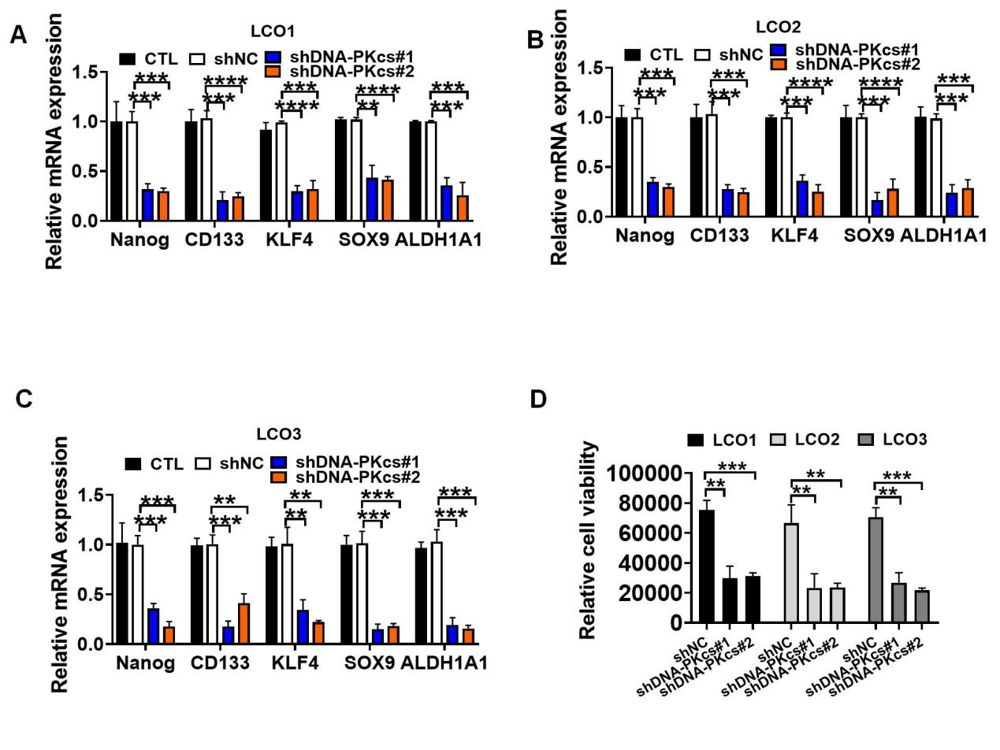 A
LCO1
CTL shNC shDNA-PKcs#1
shDNA-PKcs#2
Relative mRNA expression
1.5
1.0
0.5
0.0
*** *** **** *** *** **** **** ** *** ***
Nanog CD133 KLF4 SOX9 ALDH1A1
B
LCO2
CTL shNC shDNA-PKcs#1
shDNA-PKcs#2
Relative mRNA expression
1.5
1.0
0.5
0.0
*** *** **** *** **** *** **** *** *** ***
Nanog CD133 KLF4 SOX9 ALDH1A1
C
LCO3
CTL shNC shDNA-PKcs#1
shDNA-PKcs#2
Relative mRNA expression
1.5
1.0
0.5
0.0
*** *** ** *** ** ** *** *** *** ***
Nanog CD133 KLF4 SOX9 ALDH1A1
D
LCO1 LCO2 LCO3
Relative cell viability
100000
80000
60000
40000
20000
0
*** ** ** ** *** **
shNC shDNA-PKcs#1 shDNA-PKcs#2 shNC shDNA-PKcs#1 shDNA-PKcs#2 shNC shDNA-PKcs#1 shDNA-PKcs#2